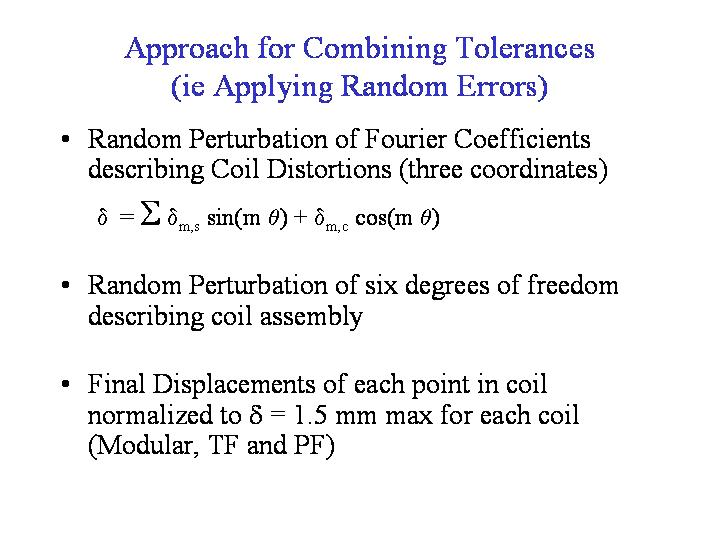 Approach for Combining Tolerances
(ie Applying Random Errors)
• Random Perturbation of Fourier Coefficients
describing Coil Distortions (three coordinates)
δ = Σ δm,s sin(m θ) + δm,c cos(m θ)
• Random Perturbation of six degrees of freedom
describing coil assembly
• Final Displacements of each point in coil
normalized to δ = 1.5 mm max for each coil
(Modular, TF and PF)